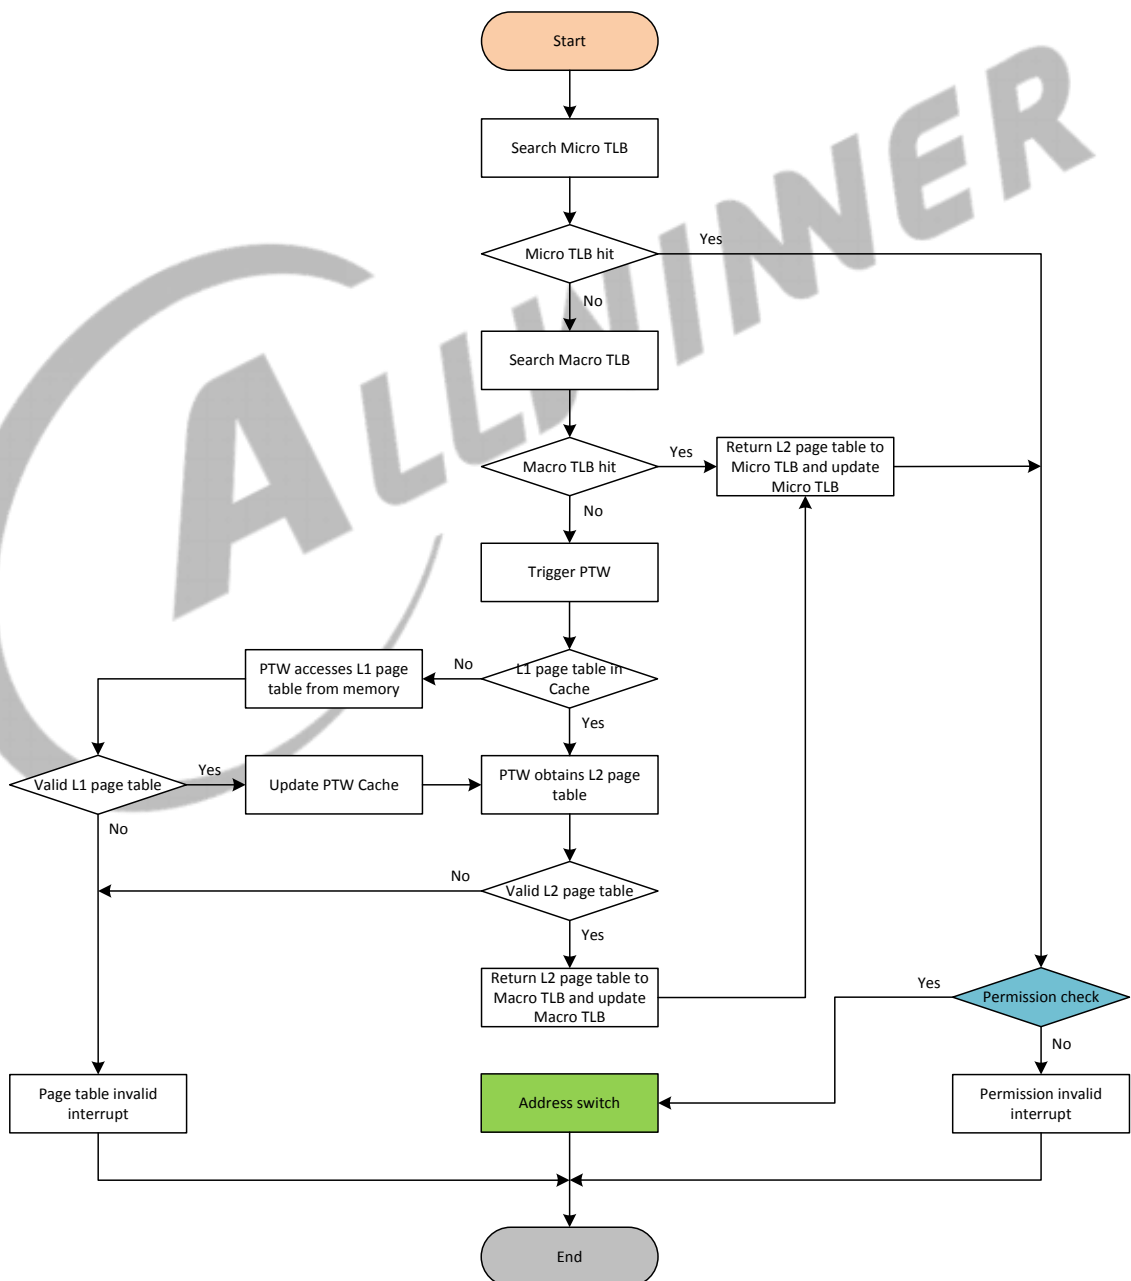 Start
Search Micro TLB
Micro TLB hit
Yes
No
Search Macro TLB
Macro TLB hit
Yes
Return L2 page table to
Micro TLB and update
Micro TLB
No
Trigger PTW
L1 page table in
Cache
No
PTW accesses L1 page
table from memory
Yes
Valid L1 page table
Yes
Update PTW Cache
PTW obtains L2 page
table
No
Valid L2 page table
No
Yes
Return L2 page table to
Macro TLB and update
Macro TLB
Permission check
Yes
No
Page table invalid
interrupt
Address switch
Permission invalid
interrupt
End
ALLWINNER